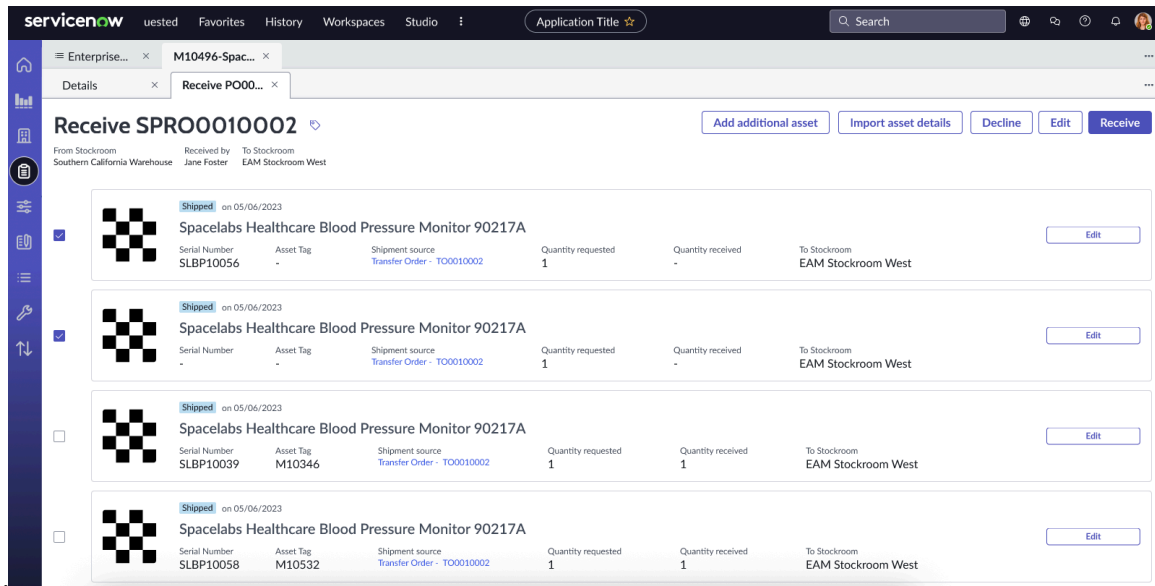 servicenow uested Favorites History Workspaces Studio Application Title Search
Enterprise... M10496-Spac...
Details Receive PO00...
Receive SPRO0010002 Add additional asset Import asset details Decline Edit Receive
From Stockroom Received by To Stockroom
Southern California Warehouse Jane Foster EAM Stockroom West
Shipped on 05/06/2023
Spacelabs Healthcare Blood Pressure Monitor 90217A
Edit
Serial Number Asset Tag Shipment source Quantity requested Quantity received To Stockroom
SLBP10056 - Transfer Order - TO0010002 1 - EAM Stockroom West
Shipped on 05/06/2023
Spacelabs Healthcare Blood Pressure Monitor 90217A
Edit
Serial Number Asset Tag Shipment source Quantity requested Quantity received To Stockroom
- - Transfer Order - TO0010002 1 - EAM Stockroom West
Shipped on 05/06/2023
Spacelabs Healthcare Blood Pressure Monitor 90217A
Edit
Serial Number Asset Tag Shipment source Quantity requested Quantity received To Stockroom
SLBP10039 M10346 Transfer Order - TO0010002 1 1 EAM Stockroom West
Shipped on 05/06/2023
Spacelabs Healthcare Blood Pressure Monitor 90217A
Edit
Serial Number Asset Tag Shipment source Quantity requested Quantity received To Stockroom
SLBP10058 M10532 Transfer Order - TO0010002 1 1 EAM Stockroom West